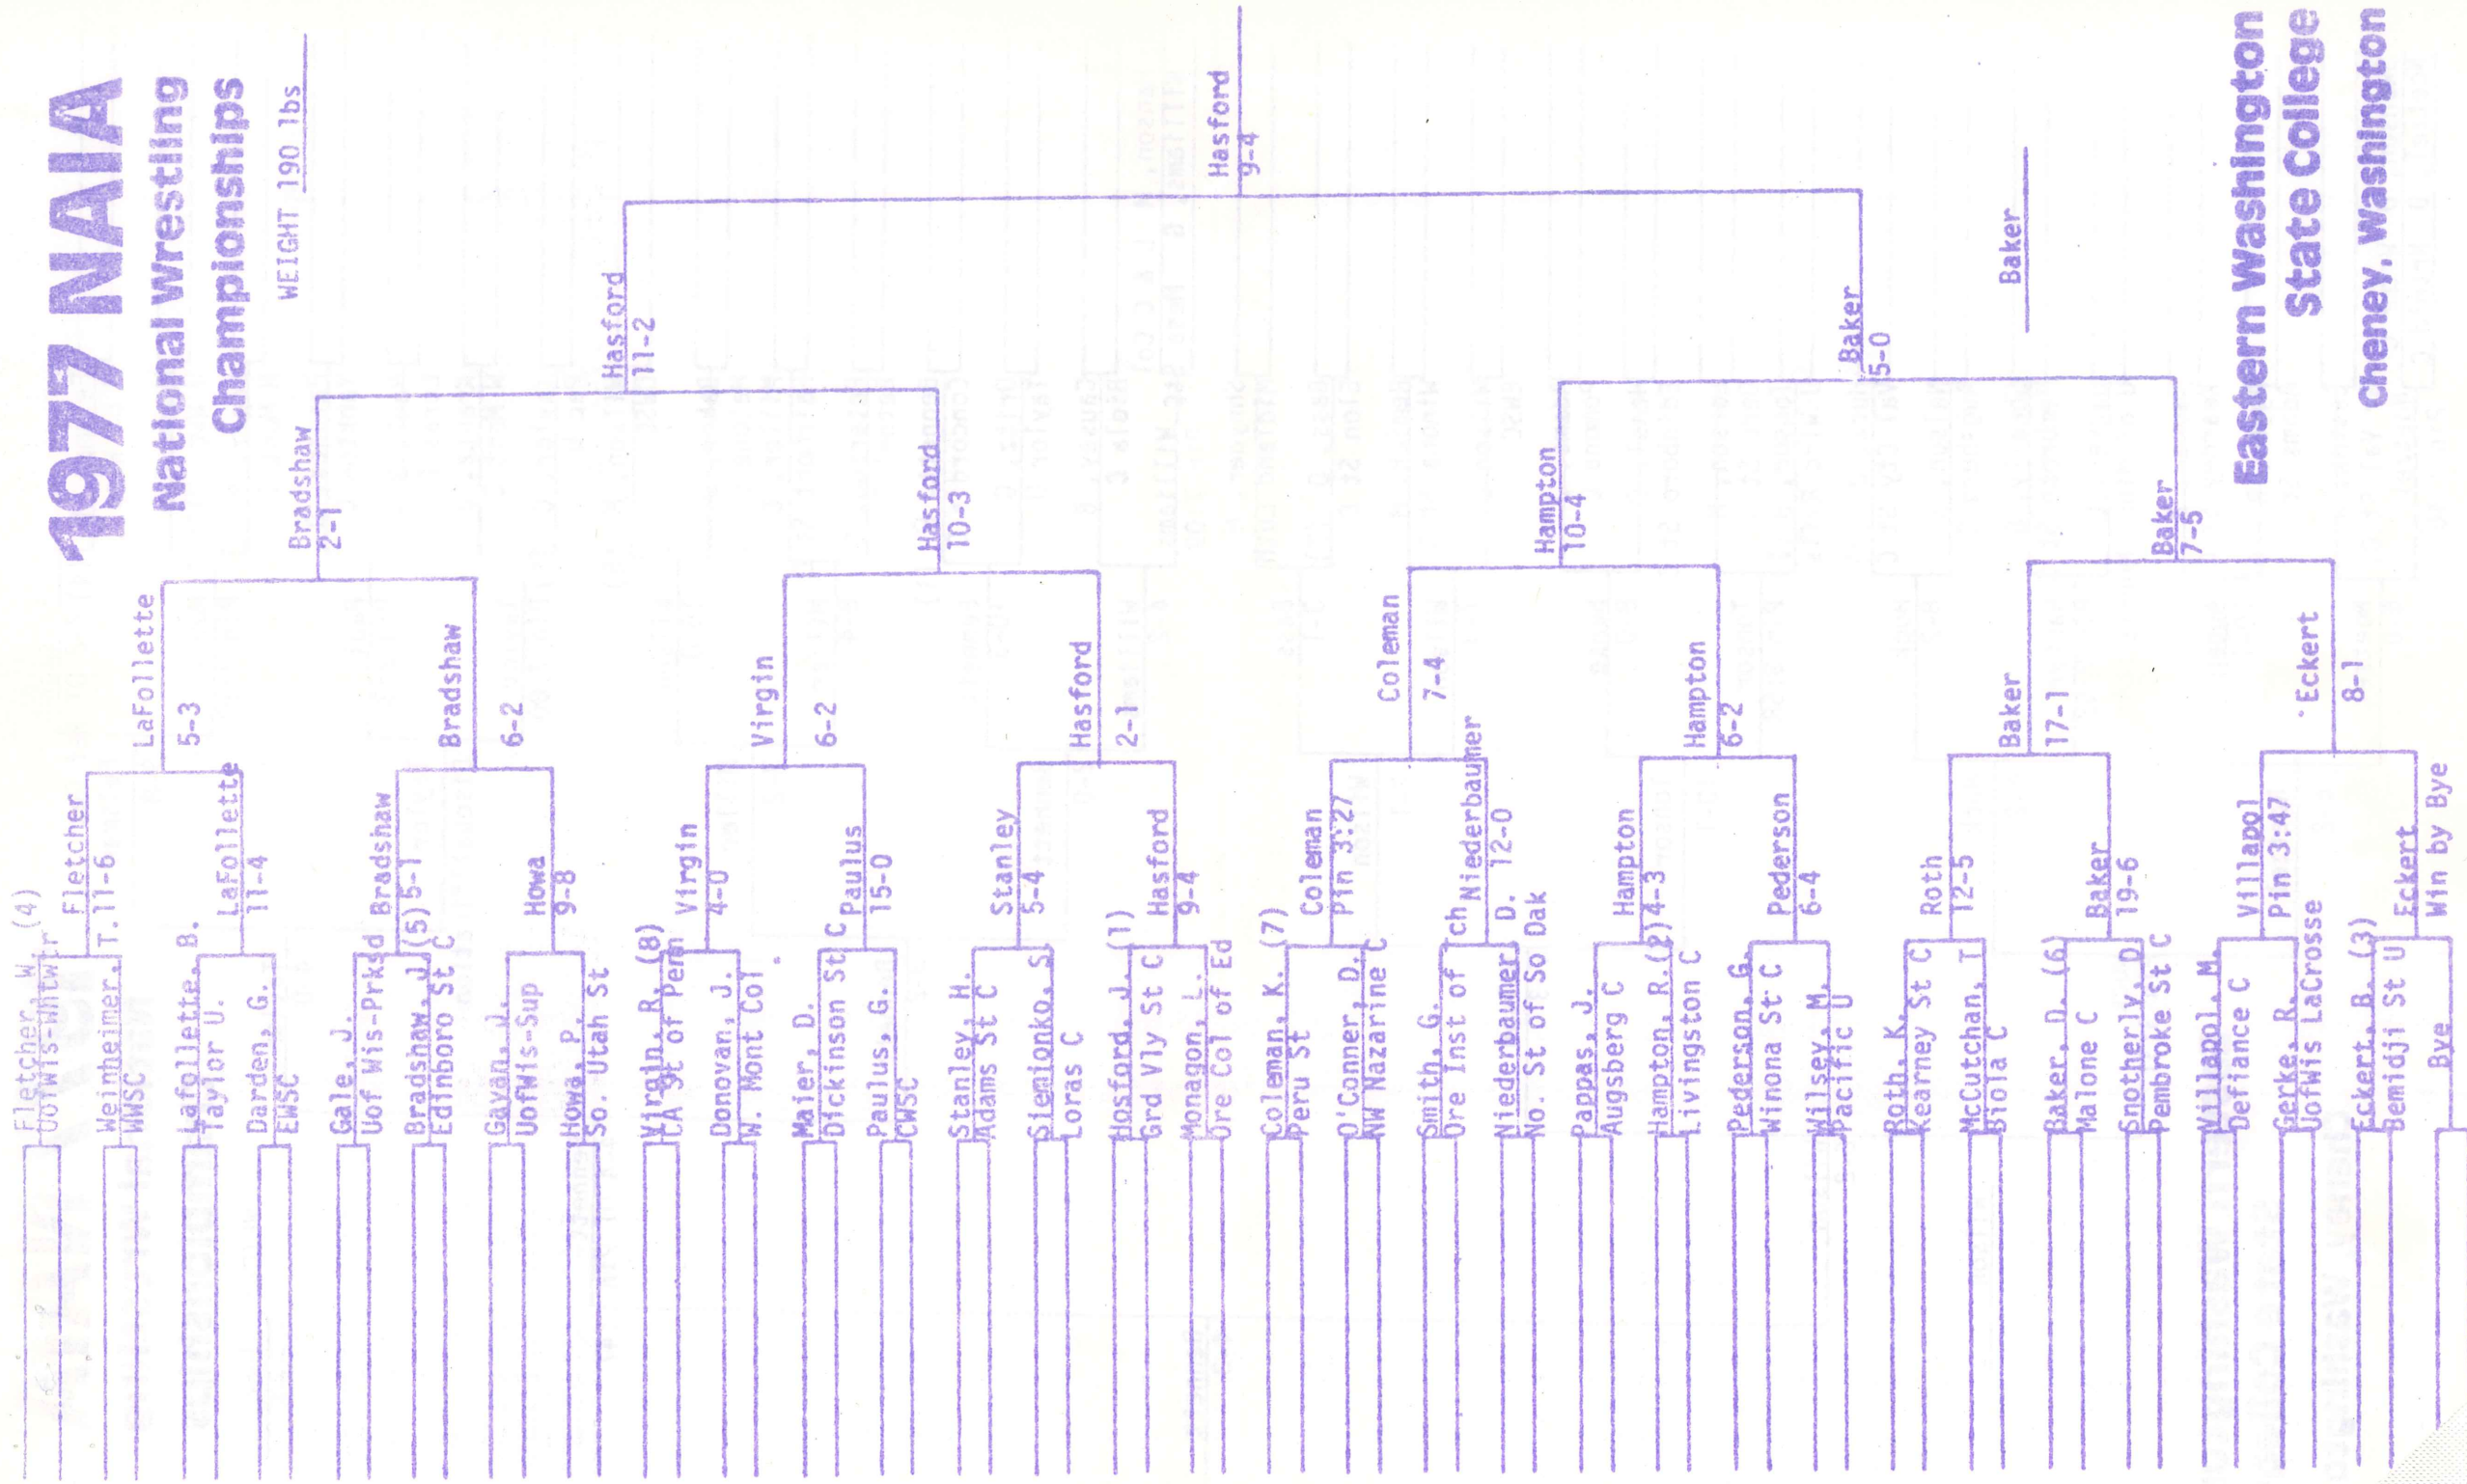 1977 NAIA
National Wrestling
Championships
WEIGHT 190 lbs
Fletcher, W. (4)
UofWis-Whtwtr
Weinheimer, T.
WWSC
Lafollette, B.
Taylor U.
Darden, G.
EWSC
Gale, J.
Uof Wis-Prksd
Bradshaw, J. (5)
Edinboro St C
Gavan, J.
UofWis-Sup
Howa, P.
So. Utah St
Virgin, R. (8)
CA St of Penn
Donovan, J.
W. Mont Col
Maier, D.
Dickinson St C
Paulus, G.
CWSC
Stanley, H.
Adams St C
Siemionko, S.
Loras C
Hosford, J. (1)
Grd Vly St C
Monagon, L.
Ore Col of Ed
Coleman, K. (7)
Peru St
O'Conner, D.
NW Nazarine C
Smith, G.
Ore Inst of Tch
Niederbaumer, D.
No. St of So Dak
Pappas, J.
Augsberg C
Hampton, R. (2)
Livingston C
Pederson, G.
Winona St C
Wilsey, M.
Pacific U
Roth, K.
Kearney St C
McCutchan, T
Biola C
Baker, D. (6)
Malone C
Snotherly, D
Pembroke St C
Villapol, M.
Defiance C
Gerke, R.
UofWis LaCrosse
Eckert, B. (3)
Bemidji St U
Bye
Fletcher
11-6
LaFollette
11-4
Bradshaw
5-1
Howa
9-8
Virgin
4-0
Paulus
15-0
Stanley
5-4
Hasford
9-4
Coleman
Pin 3:27
Niederbaumer
12-0
Hampton
4-3
Pederson
6-4
Roth
12-5
Baker
19-6
Villapol
Pin 3:47
Eckert
Win by Bye
LaFollette
5-3
Bradshaw
6-2
Virgin
6-2
Hasford
2-1
Coleman
7-4
Hampton
6-2
Baker
17-1
Eckert
8-1
Bradshaw
2-1
Hasford
10-3
Hampton
10-4
Baker
7-5
Hasford
11-2
Baker
5-0
Hasford
9-4
Baker
Eastern Washington
State College
Cheney, Washington